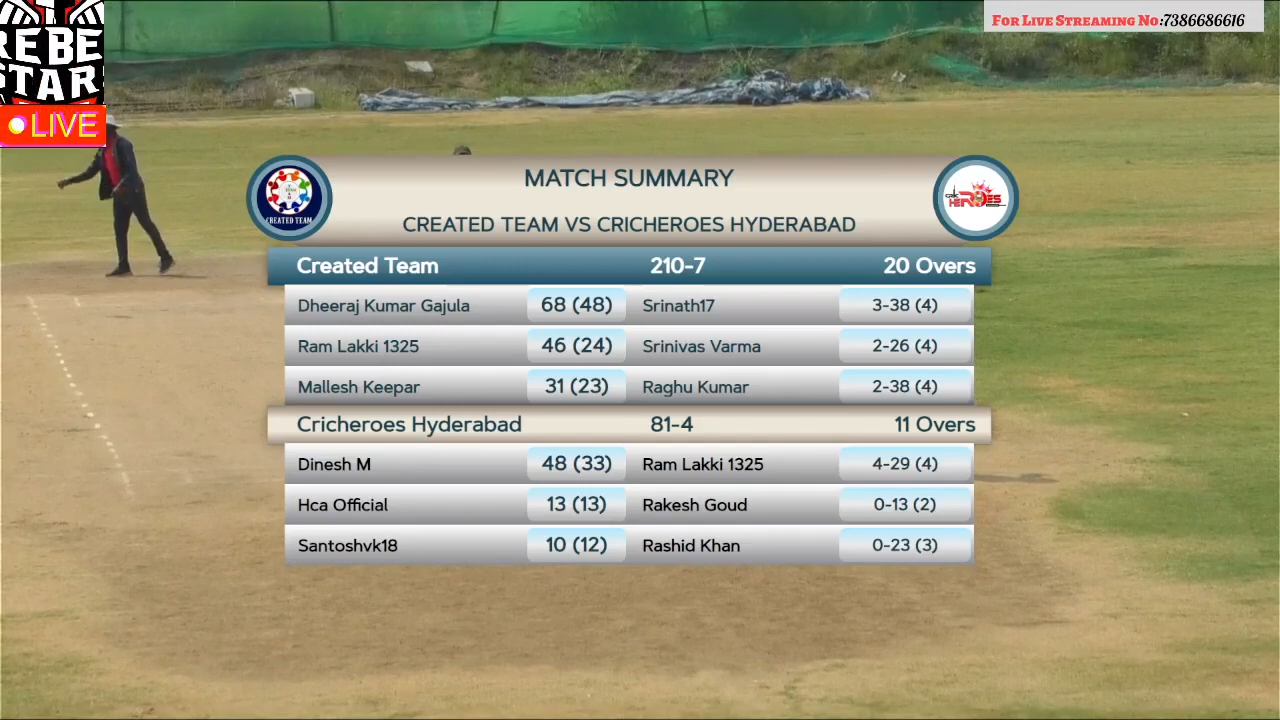 REBE
STAR
LIVE
For Live Streaming No:7386686616
MATCH SUMMARY
CREATED TEAM VS CRICHEROES HYDERABAD
CREATED TEAM
HEROES
Created Team 210-7 20 Overs
Dheeraj Kumar Gajula 68 (48) Srinath17 3-38 (4)
Ram Lakki 1325 46 (24) Srinivas Varma 2-26 (4)
Mallesh Keepar 31 (23) Raghu Kumar 2-38 (4)
Cricheroes Hyderabad 81-4 11 Overs
Dinesh M 48 (33) Ram Lakki 1325 4-29 (4)
Hca Official 13 (13) Rakesh Goud 0-13 (2)
Santoshvk18 10 (12) Rashid Khan 0-23 (3)